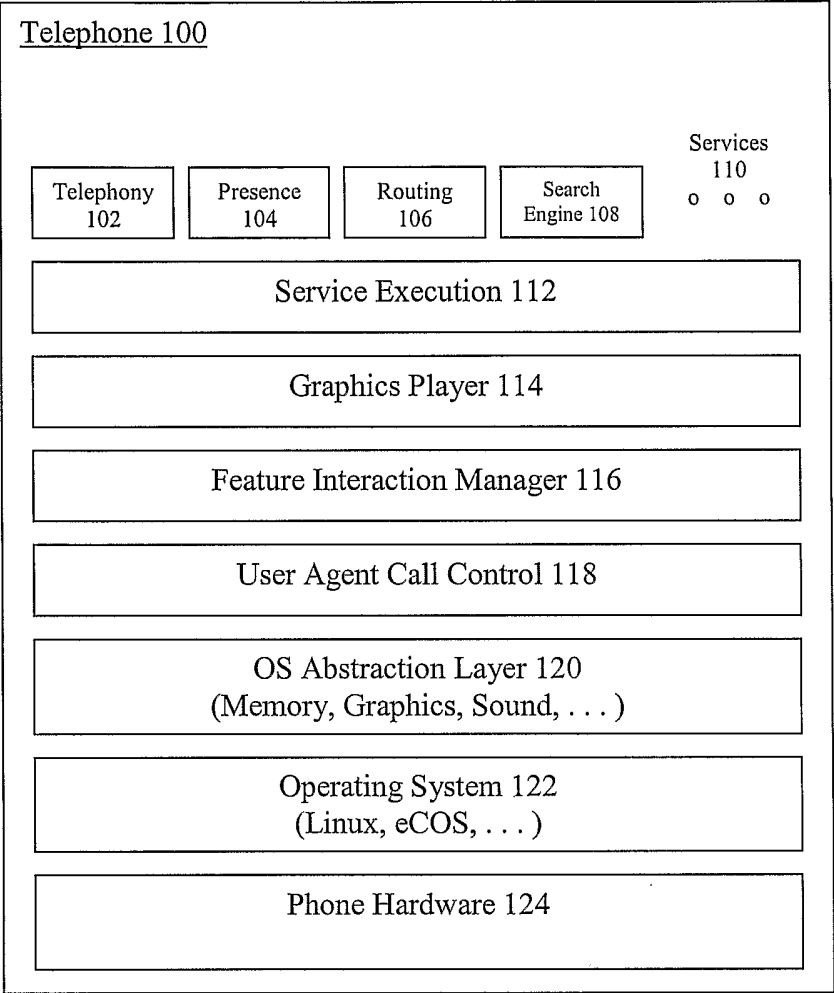 Telephone 100
Services
110
o o o
Telephony
102
Presence
104
Routing
106
Search
Engine 108
Service Execution 112
Graphics Player 114
Feature Interaction Manager 116
User Agent Call Control 118
OS Abstraction Layer 120
(Memory, Graphics, Sound, . . . )
Operating System 122
(Linux, eCOS, . . . )
Phone Hardware 124